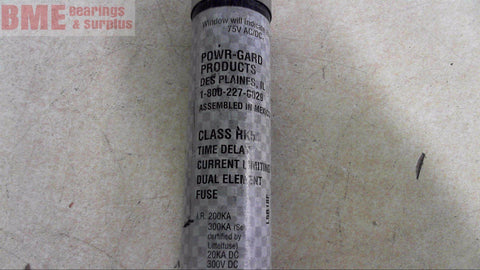 BME Bearings
& Surplus
Window will Indicate
75V AC/DC.
POWR-GARD
PRODUCTS
DES PLAINES, IL
1-800-227-0029
ASSEMBLED IN MEXICO
CLASS RK5
TIME DELAY
CURRENT LIMITING
DUAL ELEMENT
FUSE
I.R. 200KA
300KA (Self
certified by
Littelfuse)
20KA DC
300V DC